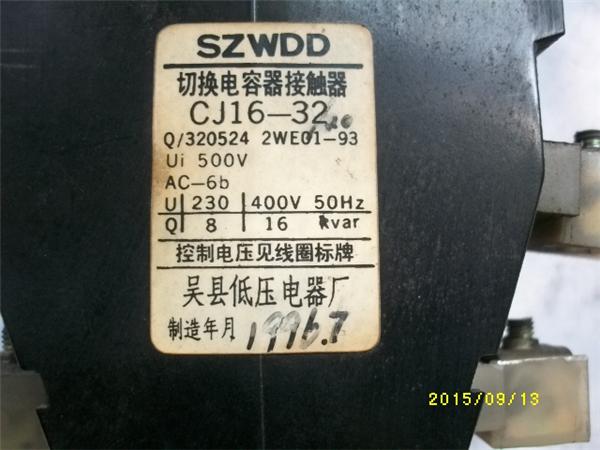 SZWDD
切换电容器接触器
CJ16—32
Q/320524 2WE01-93
Ui 500V
AC-6b
U 230 400V 50Hz
Q 8 16 kvar
控制电压见线圈标牌
吴县低压电器厂
制造年月 1996.7
2015/09/13